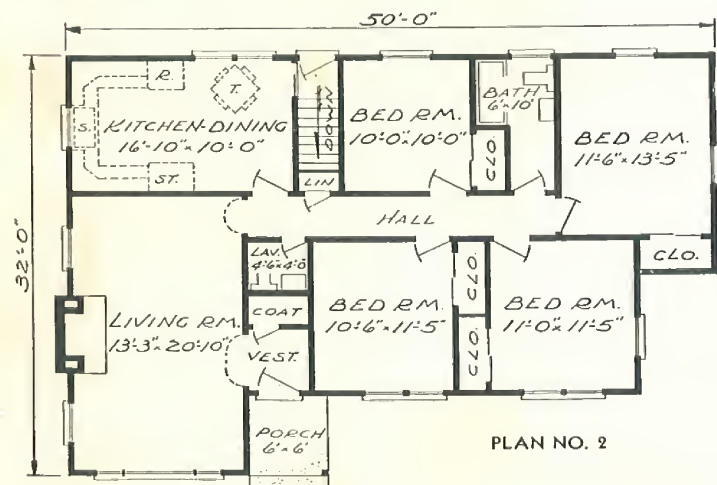 50'-0"
32'-0"
R.
T.
S.
KITCHEN-DINING
16'-10" x 10'-0"
ST.
DOWN
LIN
BED RM.
10'-0" x 10'-0"
CLO
BATH
6' x 10'
BED RM.
11'-6" x 13'-5"
CLO.
HALL
LAV.
4'-6" x 4'-0"
COAT
VEST.
LIVING RM.
13'-3" x 20'-10"
BED RM.
10'-6" x 11'-5"
CLO.
CLO.
BED RM.
11'-0" x 11'-5"
PORCH
6' x 6'
PLAN NO. 2